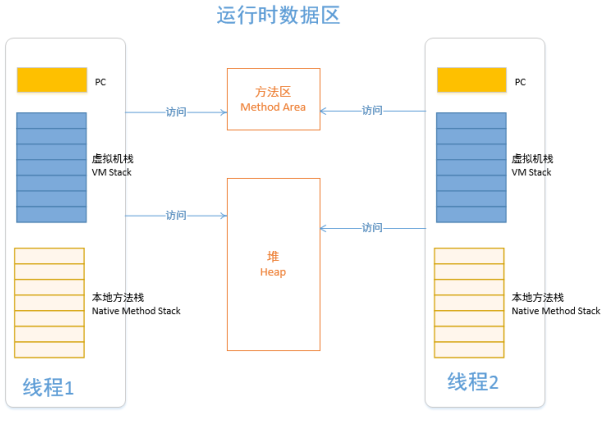 运行时数据区
PC
虚拟机栈
VM Stack
本地方法栈
Native Method Stack
线程1
访问
访问
方法区
Method Area
堆
Heap
访问
访问
PC
虚拟机栈
VM Stack
本地方法栈
Native Method Stack
线程2